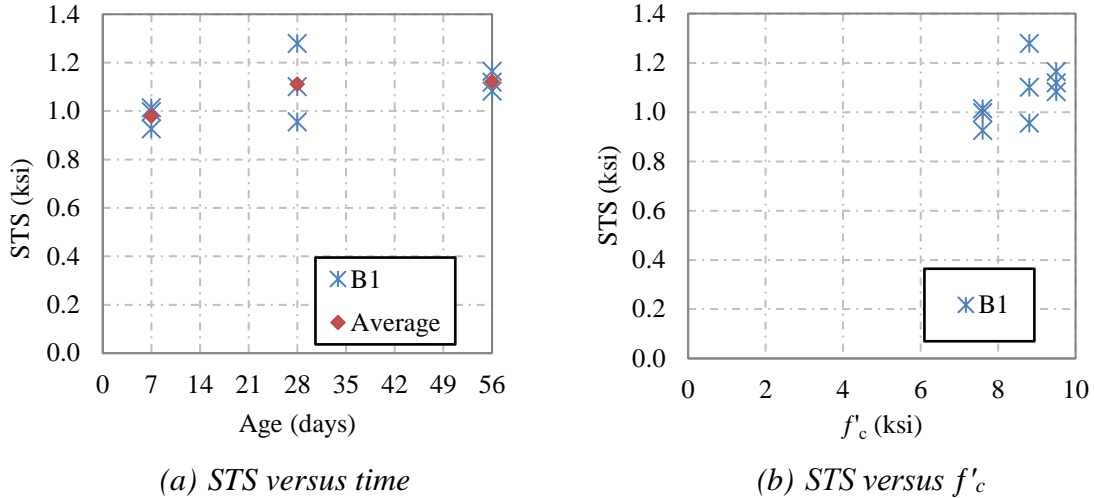 1.4
1.2
1.0
0.8
0.6
0.4
0.2
0.0
STS (ksi)
0 7 14 21 28 35 42 49 56
Age (days)
B1
Average
(a) STS versus time
1.4
1.2
1.0
0.8
0.6
0.4
0.2
0.0
STS (ksi)
0 2 4 6 8 10
f'c (ksi)
B1
(b) STS versus f'c